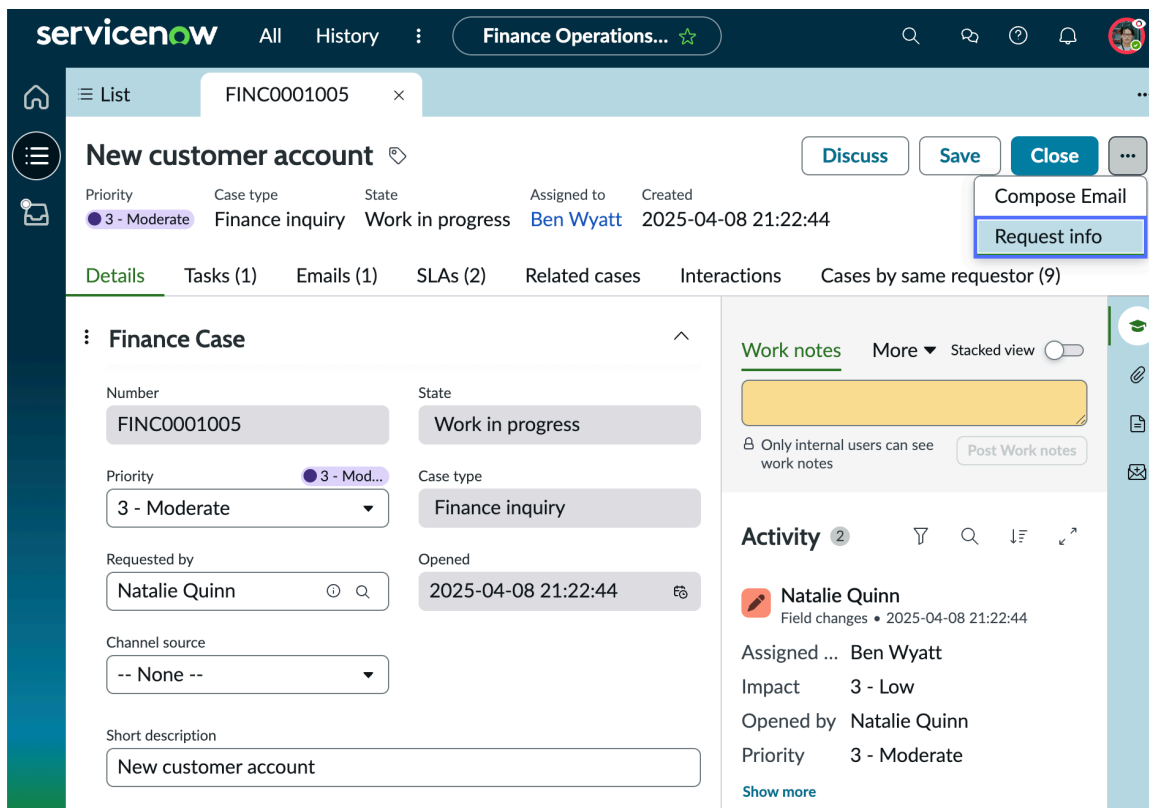 servicenow All History Finance Operations...
List FINC0001005
New customer account Discuss Save Close
Compose Email
Request info
Priority Case type State Assigned to Created
3 - Moderate Finance inquiry Work in progress Ben Wyatt 2025-04-08 21:22:44
Details Tasks (1) Emails (1) SLAs (2) Related cases Interactions Cases by same requestor (9)
Finance Case
Number State
FINC0001005 Work in progress
Priority 3 - Mod... Case type
3 - Moderate Finance inquiry
Requested by Opened
Natalie Quinn 2025-04-08 21:22:44
Channel source
-- None --
Short description
New customer account
Work notes More Stacked view
Only internal users can see
work notes
Post Work notes
Activity 2
Natalie Quinn
Field changes • 2025-04-08 21:22:44
Assigned ... Ben Wyatt
Impact 3 - Low
Opened by Natalie Quinn
Priority 3 - Moderate
Show more